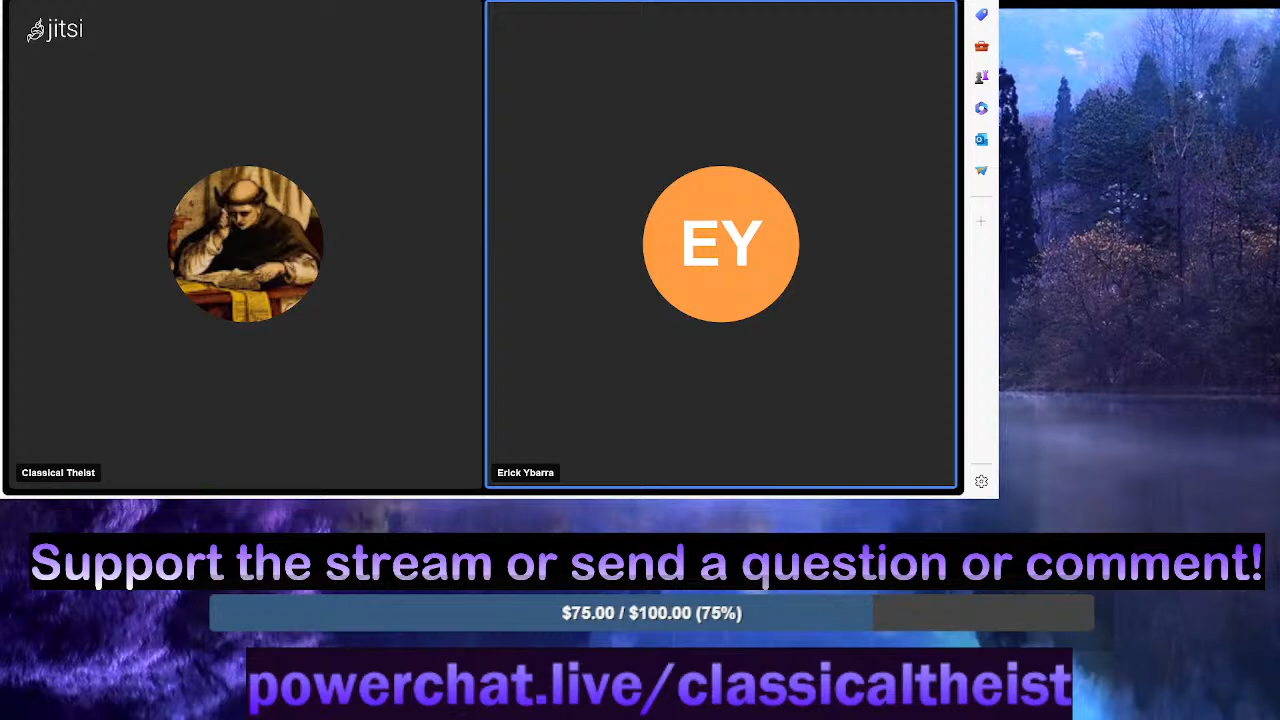 jitsi
EY
Classical Theist
Erick Ybarra
Support the stream or send a question or comment!
$75.00 / $100.00 (75%)
powerchat.live/classicaltheist